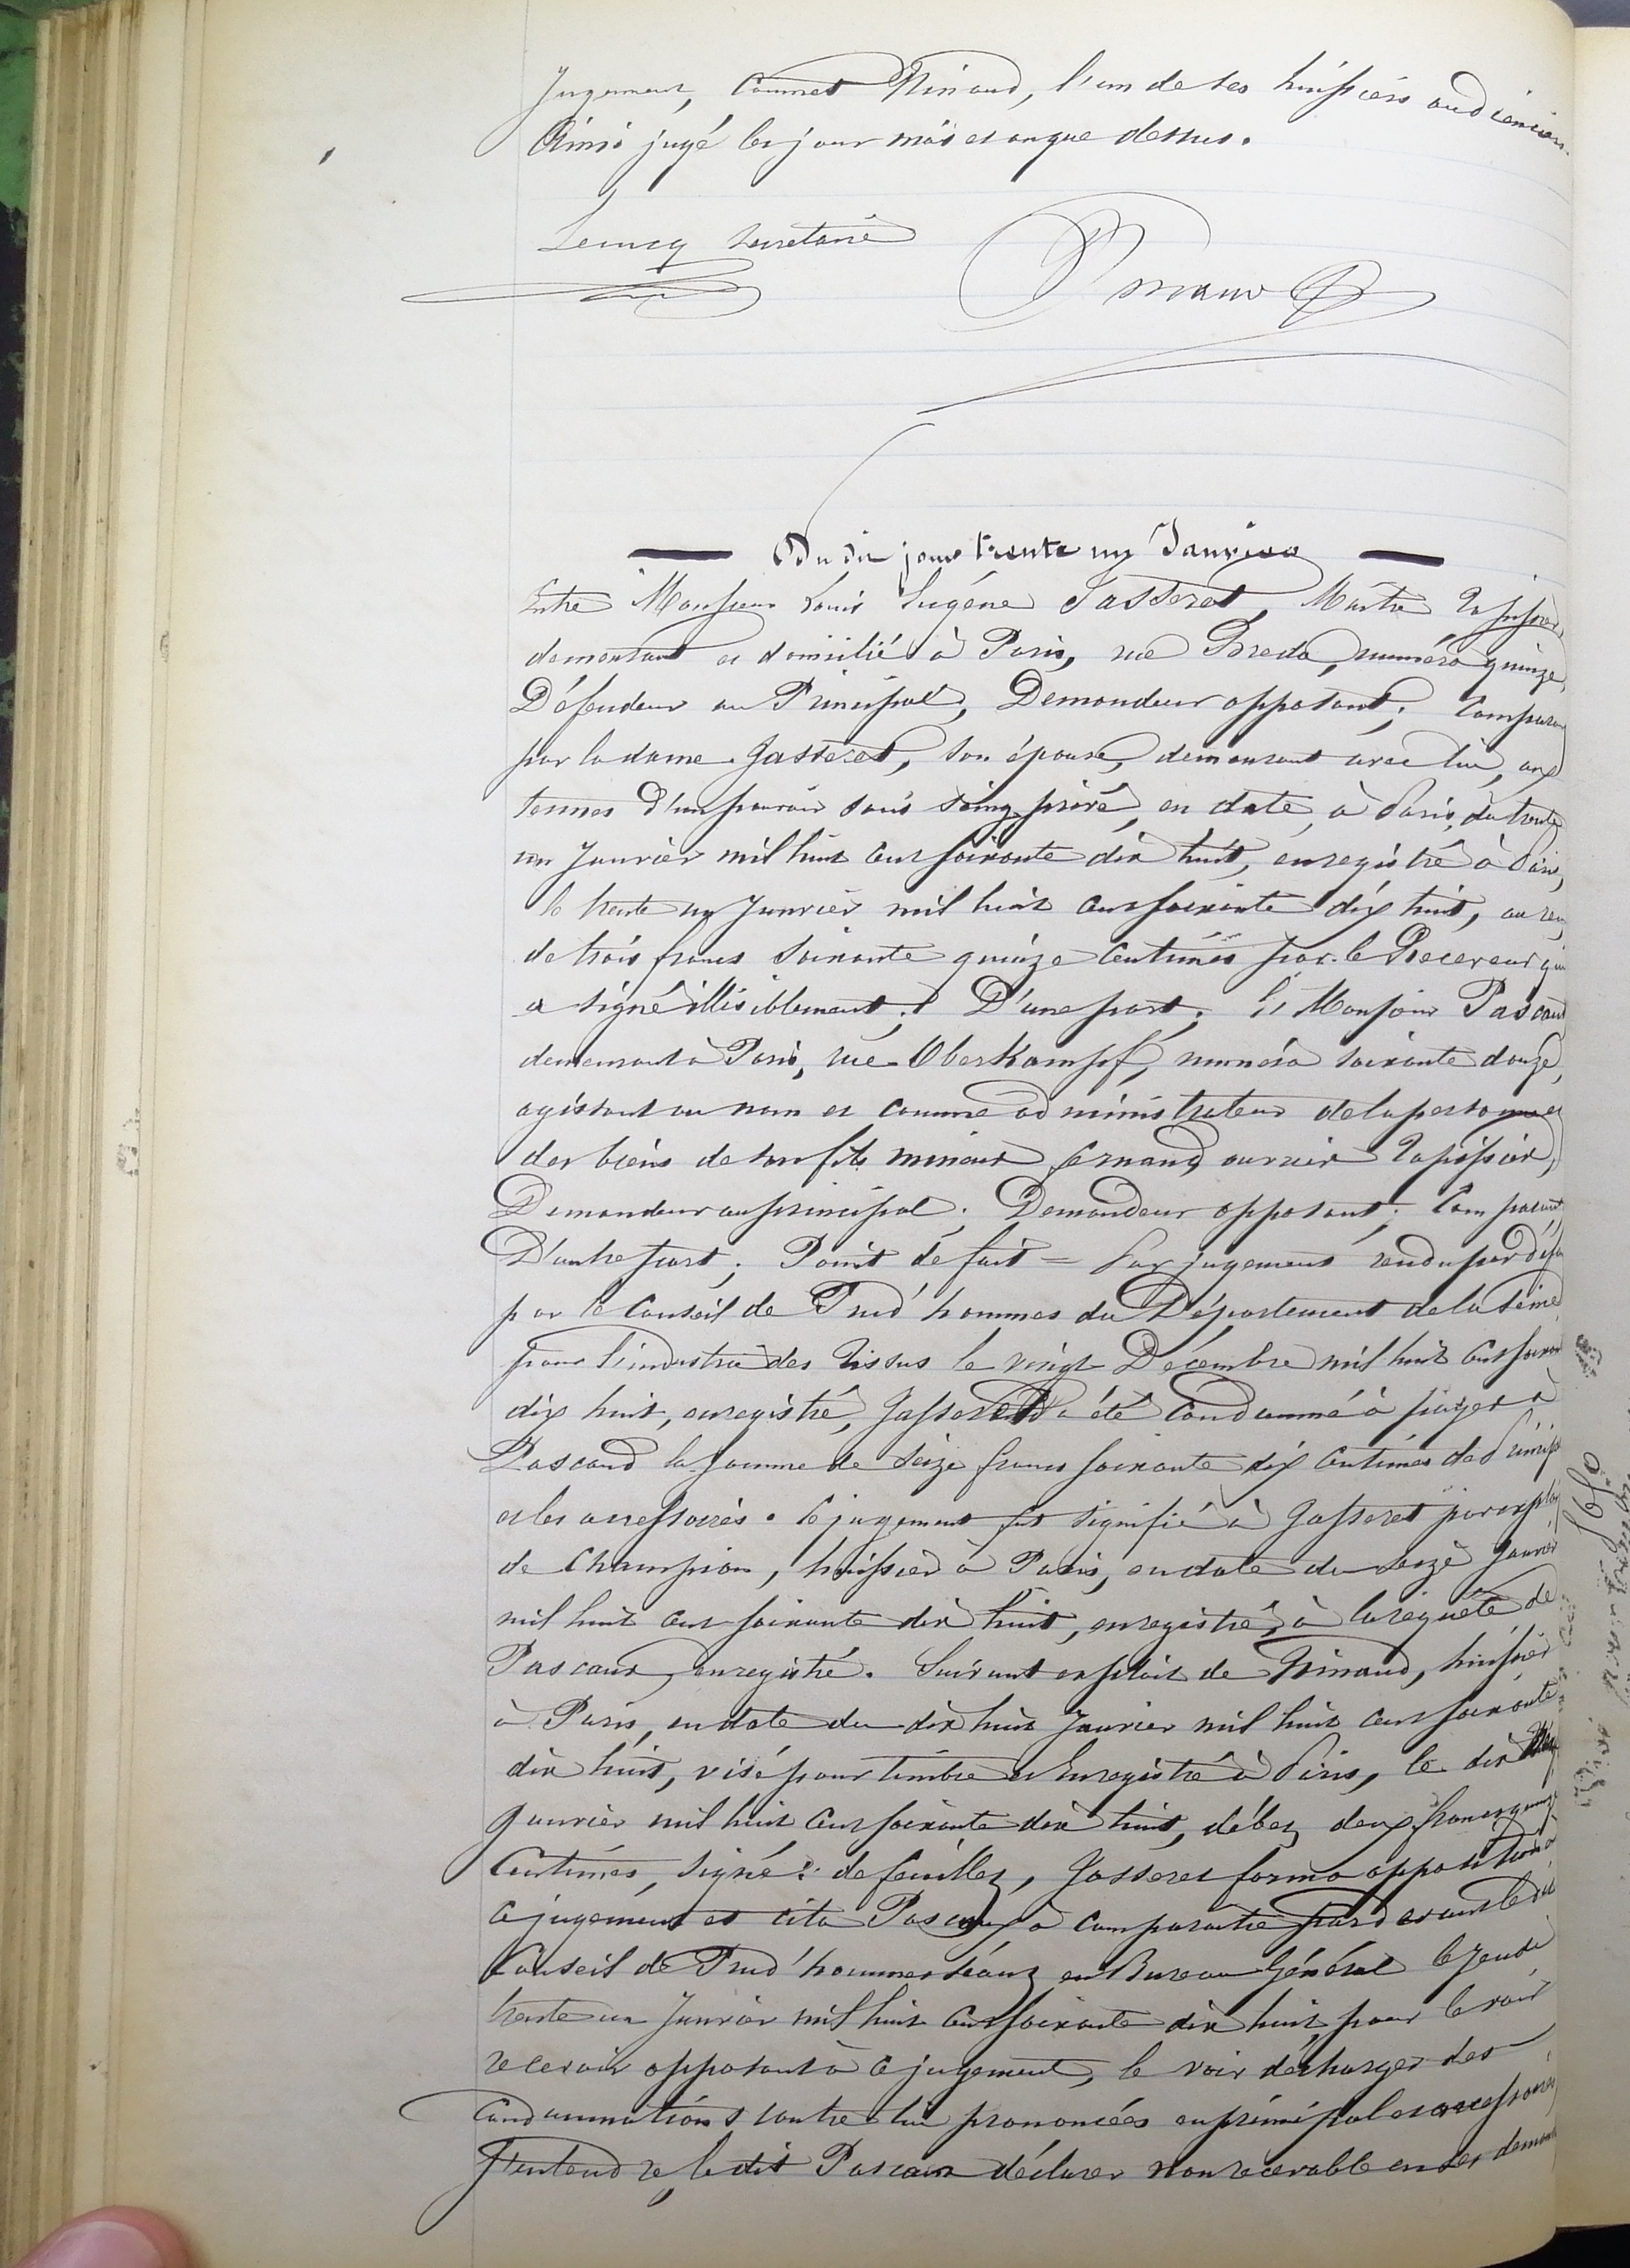 Jugement, Commet Pinaud, l'un de ses huissiers audienciers.
Ainsi jugé les jour mois et an que dessus.
Lecucq secrétaire
Du dit jour trente un Janvier
Entre Monsieur Louis Eugène Jasseret, Maître Tapissier,
demeurant et domicilié à Paris, rue Breda, numéro quinze,
Défendeur au Principal, Demandeur opposant; Comparant
par la dame Jasseret, son épouse, demeurant avec lui, aux
termes d'un pouvoir sous seing privé, en date, à Paris, du trente
un Janvier mil huit cent soixante dix huit, enregistré à Paris,
le trente un Janvier mil huit cent soixante dix huit, au reçu
de trois francs soixante quinze centimes par le Receveur qui
a signé illisiblement; D'une part; Et Monsieur Pascaud
demeurant à Paris, rue Oberkampf, numéro soixante douze,
agissant au nom et comme administrateur de la personne et
des biens de son fils mineur Fernand, ouvrier Tapissier,
Demandeur au principal; Demandeur opposant; Comparant
D'autre part; Point de fait = Par jugement rendu par défaut
par le Conseil de Prud'hommes du Département de la Seine
pour l'industrie des Tissus le vingt Décembre mil huit cent soixante
dix huit, enregistré, Jasseret a été condamné à payer à
Pascaud la somme de seize francs soixante dix centimes de Principal
et les accessoires. Ce jugement fut signifié à Jasseret par exploit
de Champion, huissier à Paris, en date du seize Janvier
mil huit cent soixante dix huit, enregistré, à la requête de
Pascaud, enregistré. Suivant exploit de Pinaud, huissier
à Paris, en date du dix huit Janvier mil huit cent soixante
dix huit, visé pour timbre et Enregistré à Paris, le dix
Janvier mil huit cent soixante dix huit, débet deux francs quinze
Centimes, signé: de feuillez, Jasseret forma opposition à
ce jugement et cita Pascaud à comparaître par devant le dit
Conseil de Prud'hommes séant en Bureau Général le Jeudi
trente un Janvier mil huit cent soixante dix huit, pour le voir
recevoir opposant à ce jugement, le voir décharger des
condamnations contre lui prononcées en principal et accessoires
S'entendre, le dit Pascaud déclarer non recevable en ses demandes